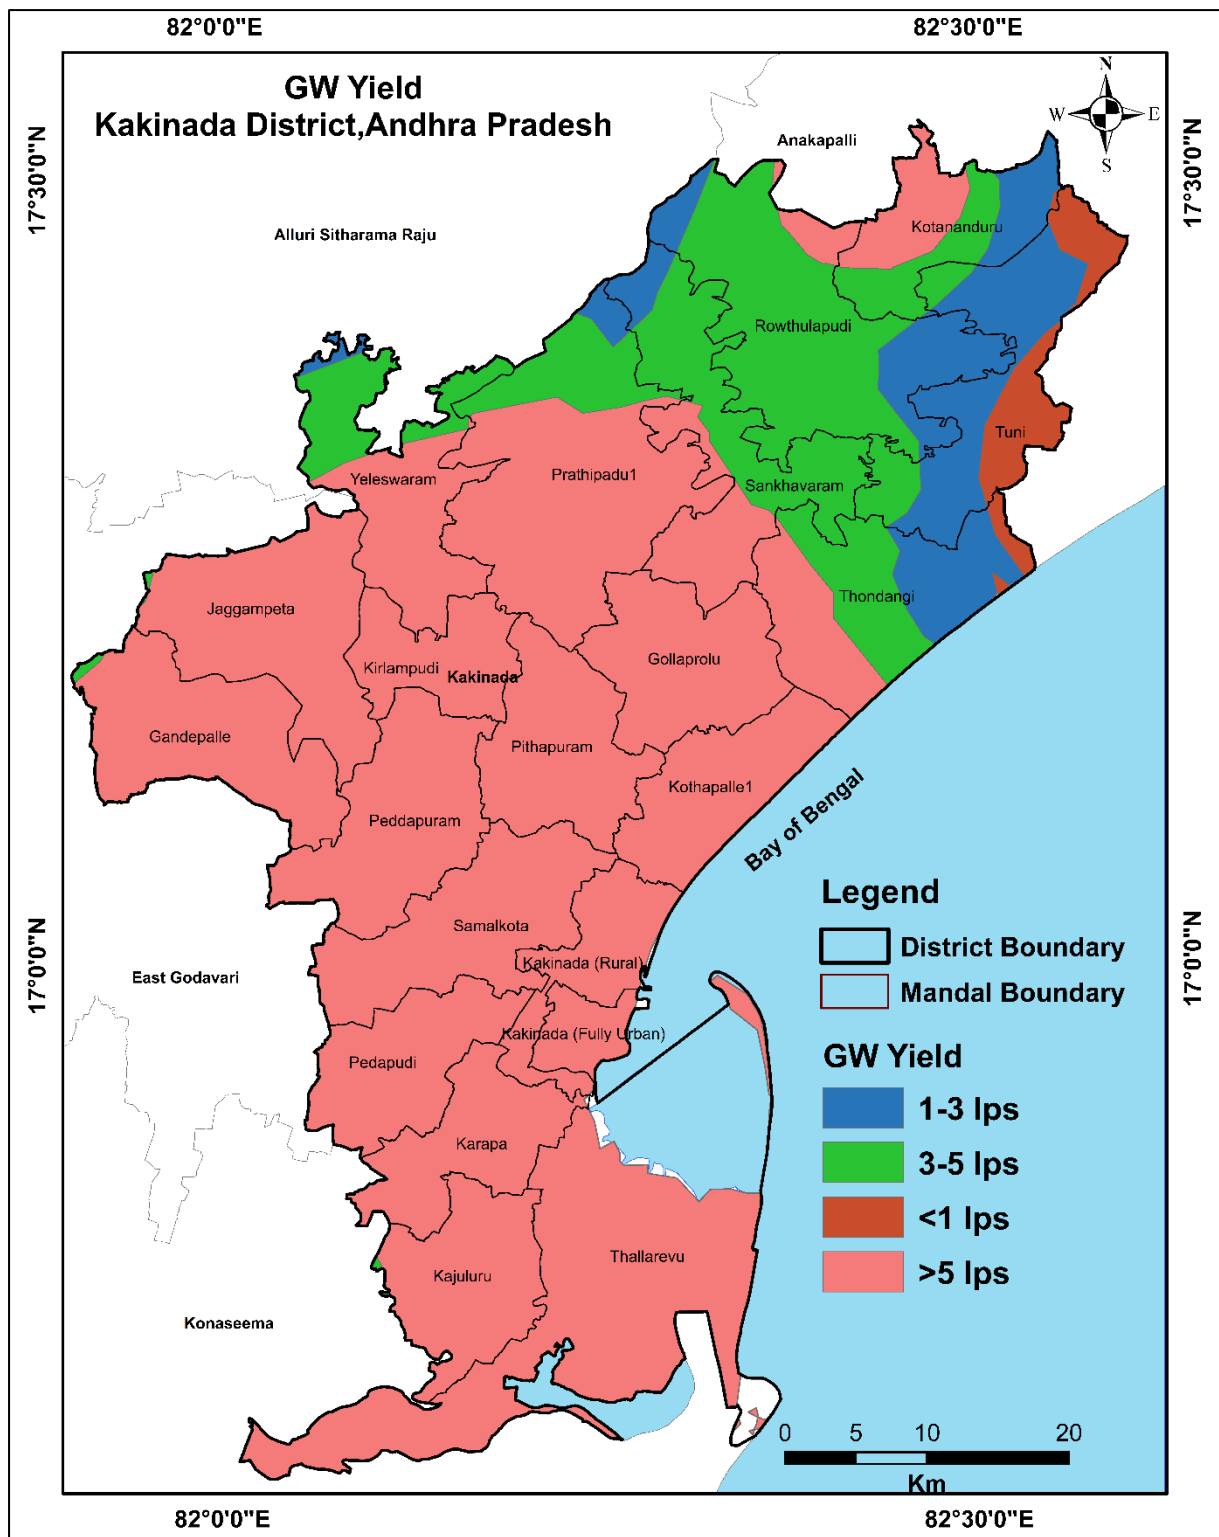 82°0'0"E
82°30'0"E
GW Yield
Kakinada District,Andhra Pradesh
N
W
E
S
17°30'0"N
17°30'0"N
Anakapalli
Alluri Sitharama Raju
Kotananduru
Rowthulapudi
Tuni
Yeleswaram
Prathipadu1
Sankhavaram
Jaggampeta
Thondangi
Kirlampudi
Kakinada
Gollaprolu
Gandepalle
Pithapuram
Kothapalle1
Peddapuram
Bay of Bengal
Samalkota
Kakinada (Rural)
East Godavari
17°0'0"N
17°0'0"N
Kakinada (Fully Urban)
Pedapudi
Karapa
Thallarevu
Kajuluru
Konaseema
Legend
District Boundary
Mandal Boundary
GW Yield
1-3 lps
3-5 lps
<1 lps
>5 lps
0 5 10 20
Km
82°0'0"E
82°30'0"E